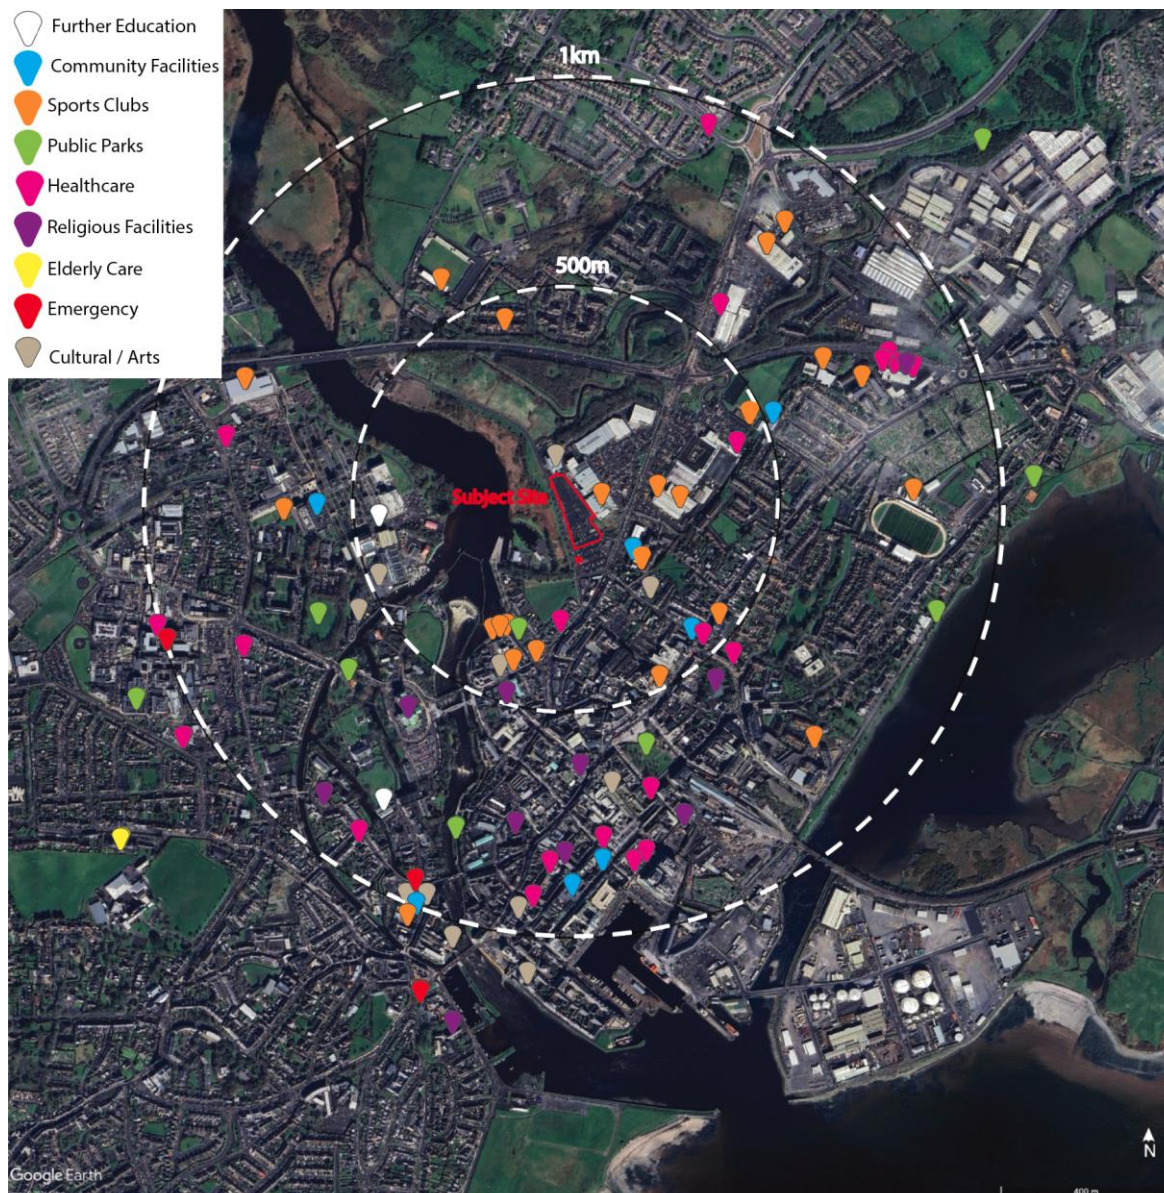 Further Education
Community Facilities
Sports Clubs
Public Parks
Healthcare
Religious Facilities
Elderly Care
Emergency
Cultural / Arts
1km
500m
Subject Site
N
Google Earth
400 m